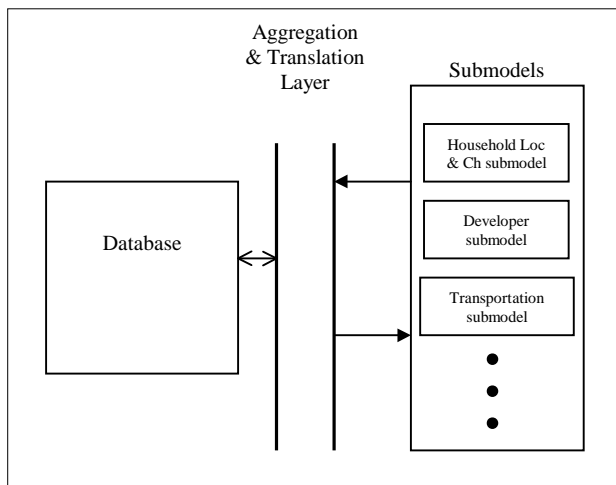 Aggregation
& Translation
Layer
Submodels
Household Loc
& Ch submodel
Database
Developer
submodel
Transportation
submodel